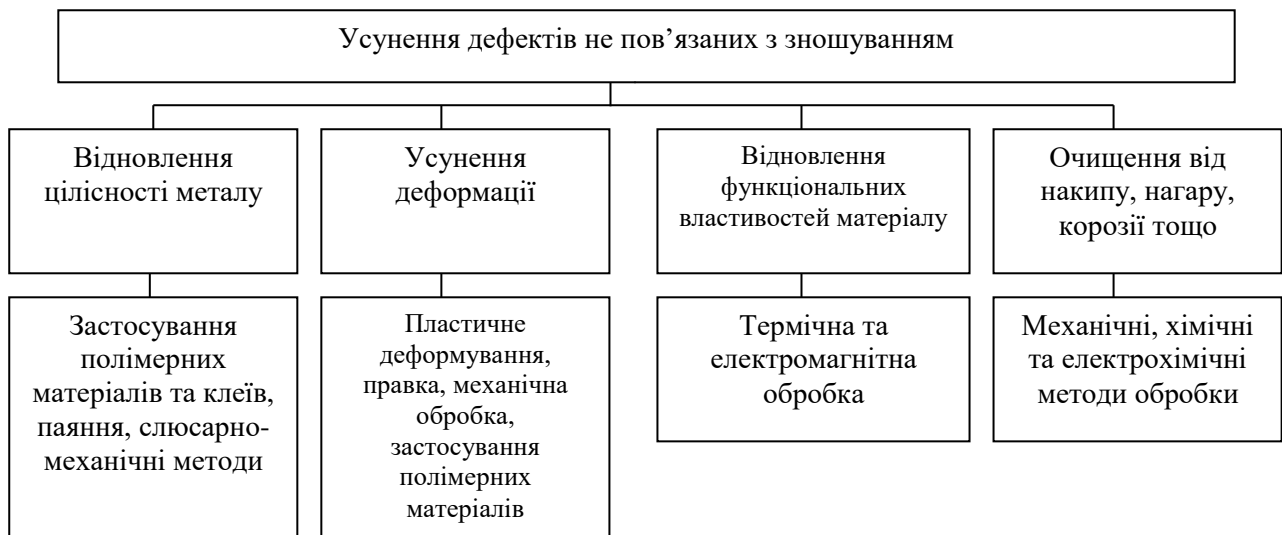 Усунення дефектів не пов’язаних з зношуванням
Відновлення
цілісності металу
Усунення
деформації
Відновлення
функціональних
властивостей матеріалу
Очищення від
накипу, нагару,
корозії тощо
Застосування
полімерних
матеріалів та клеїв,
паяння, слюсарно-
механічні методи
Пластичне
деформування,
правка, механічна
обробка,
застосування
полімерних
матеріалів
Термічна та
електромагнітна
обробка
Механічні, хімічні
та електрохімічні
методи обробки